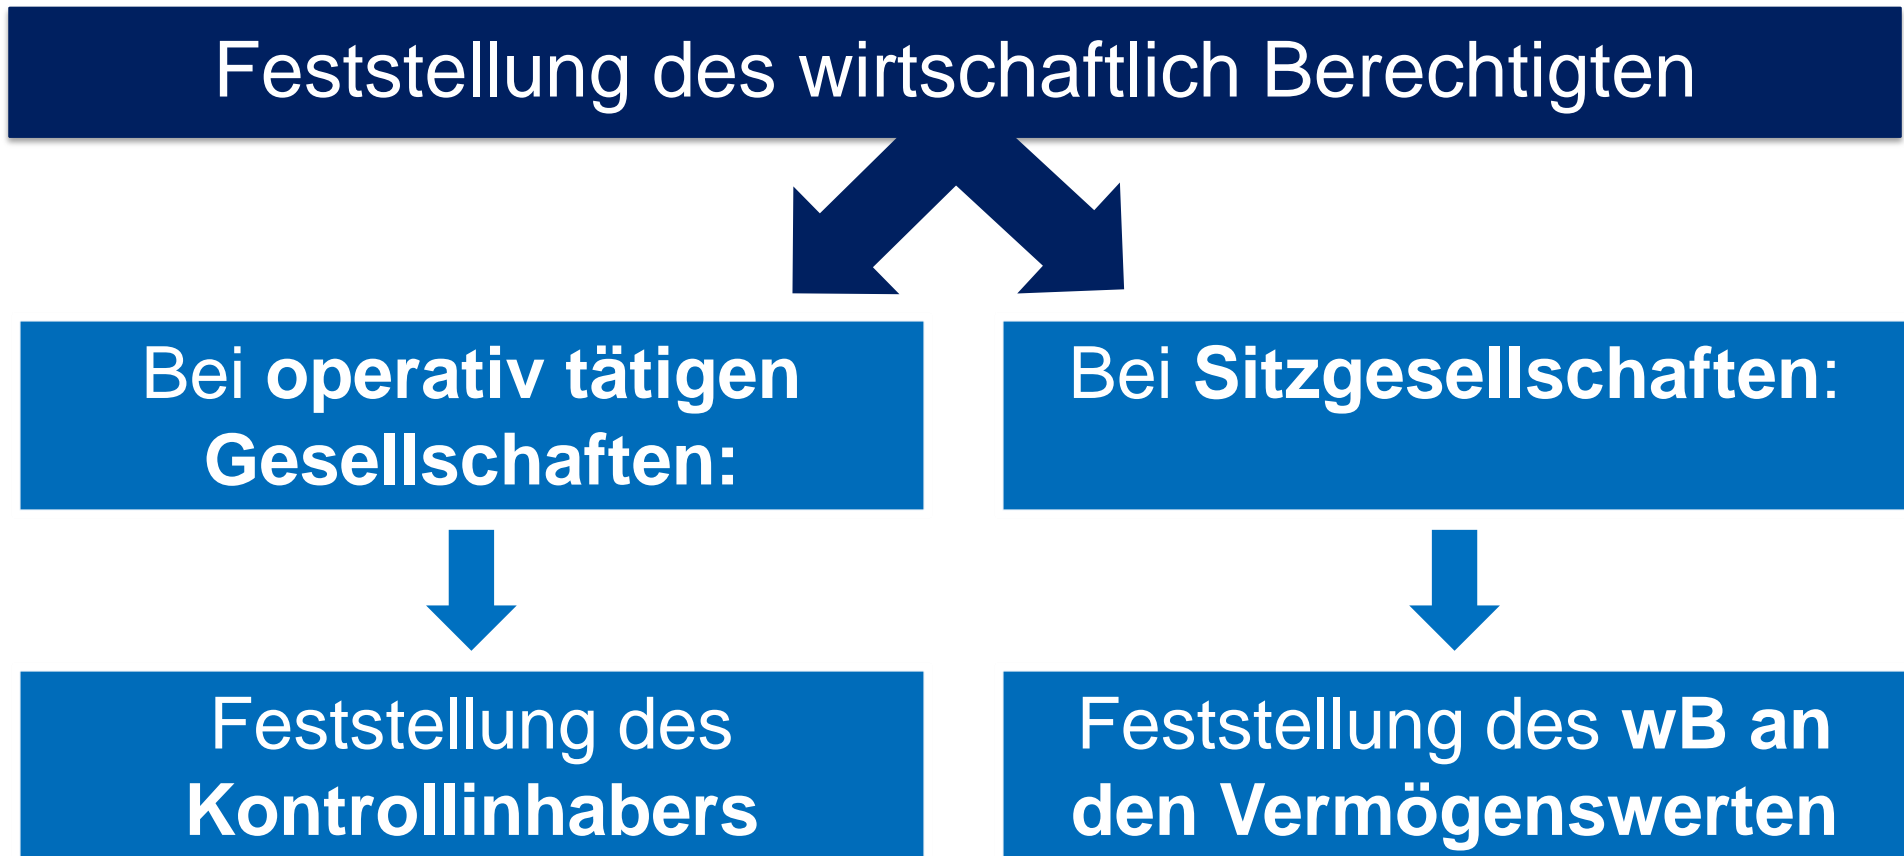 Feststellung des wirtschaftlich Berechtigten
Bei operativ tätigen
Gesellschaften:
Bei Sitzgesellschaften:
Feststellung des
Kontrollinhabers
Feststellung des wB an
den Vermögenswerten